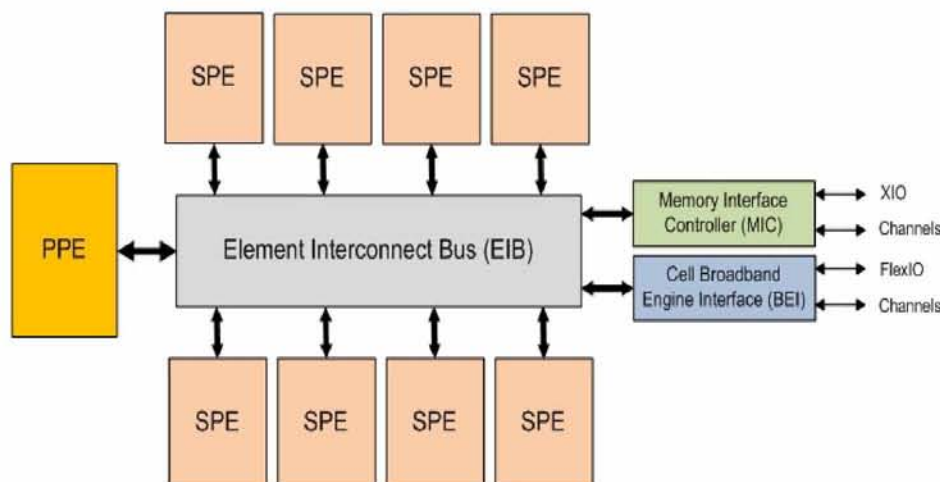 SPE
SPE
SPE
SPE
PPE
Element Interconnect Bus (EIB)
Memory Interface
Controller (MIC)
XIO
Channels
Cell Broadband
Engine Interface (BEI)
FlexIO
Channels
SPE
SPE
SPE
SPE